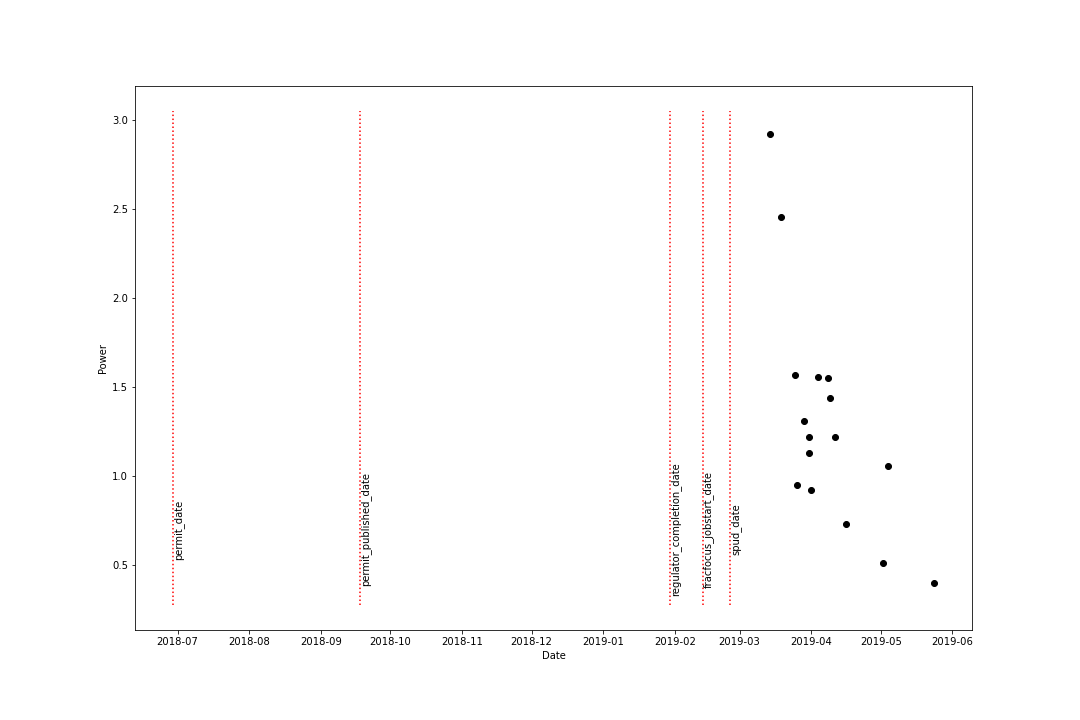 3.0
2.5
2.0
1.5
1.0
0.5
Power
permit_date
permit_published_date
regulator_completion_date
fracfocus_jobstart_date
spud_date
2018-07
2018-08
2018-09
2018-10
2018-11
2018-12
2019-01
2019-02
2019-03
2019-04
2019-05
2019-06
Date